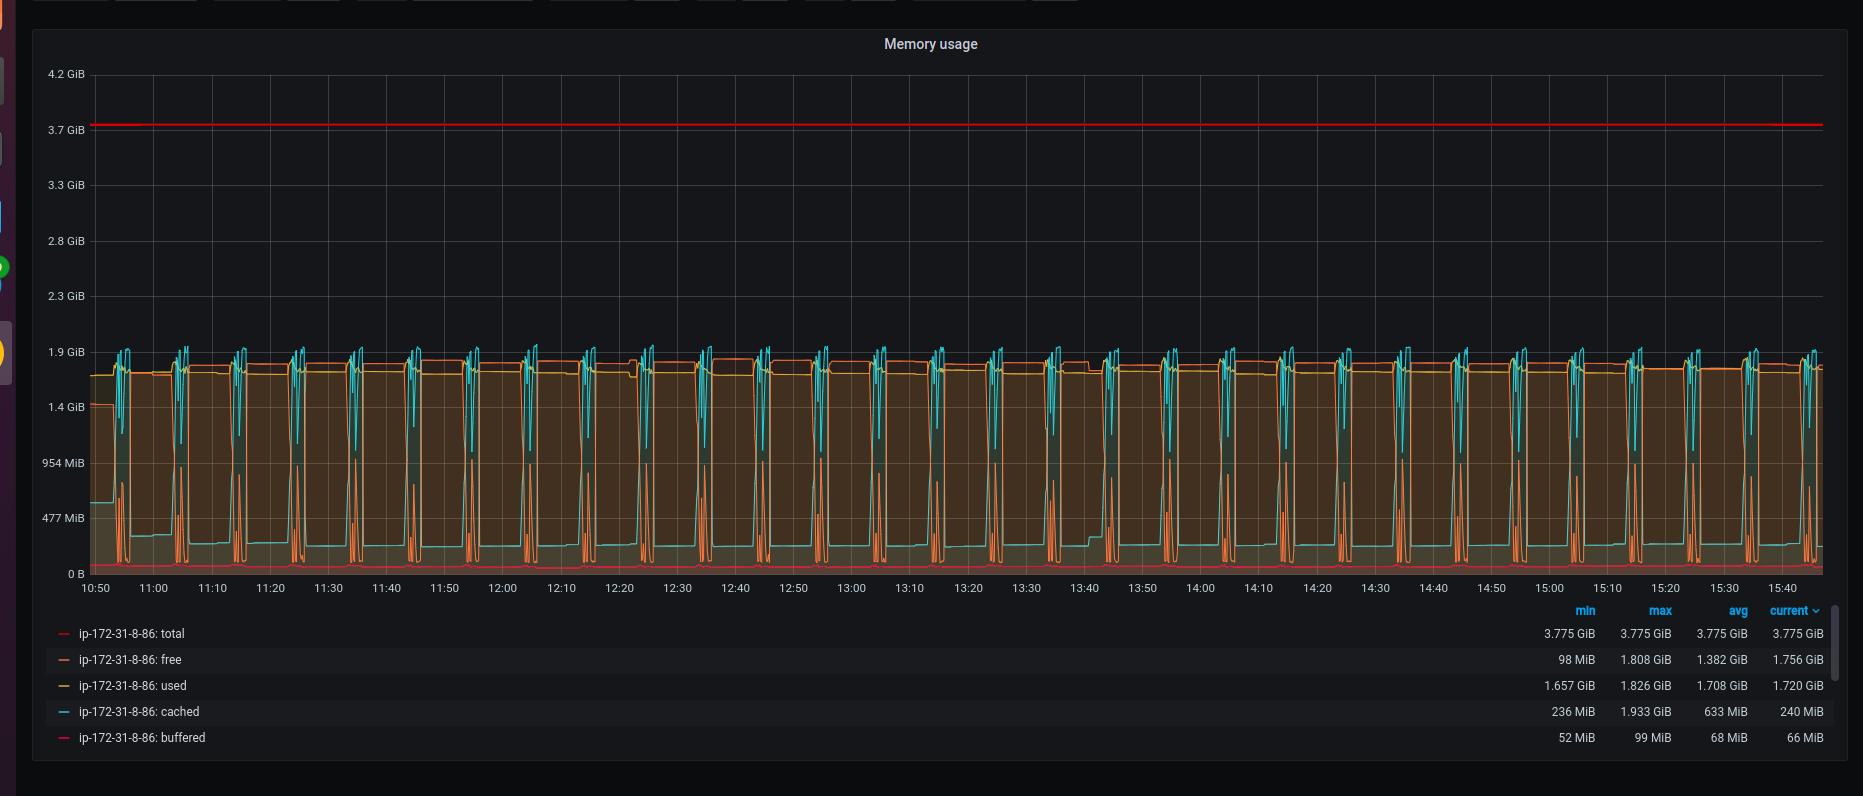 Memory usage
4.2 GiB
3.7 GiB
3.3 GiB
2.8 GiB
2.3 GiB
1.9 GiB
1.4 GiB
954 MiB
477 MiB
0 B
10:50 11:00 11:10 11:20 11:30 11:40 11:50 12:00 12:10 12:20 12:30 12:40 12:50 13:00 13:10 13:20 13:30 13:40 13:50 14:00 14:10 14:20 14:30 14:40 14:50 15:00 15:10 15:20 15:30 15:40
min max avg current
ip-172-31-8-86: total 3.775 GiB 3.775 GiB 3.775 GiB 3.775 GiB
ip-172-31-8-86: free 98 MiB 1.808 GiB 1.382 GiB 1.756 GiB
ip-172-31-8-86: used 1.657 GiB 1.826 GiB 1.708 GiB 1.720 GiB
ip-172-31-8-86: cached 236 MiB 1.933 GiB 633 MiB 240 MiB
ip-172-31-8-86: buffered 52 MiB 99 MiB 68 MiB 66 MiB